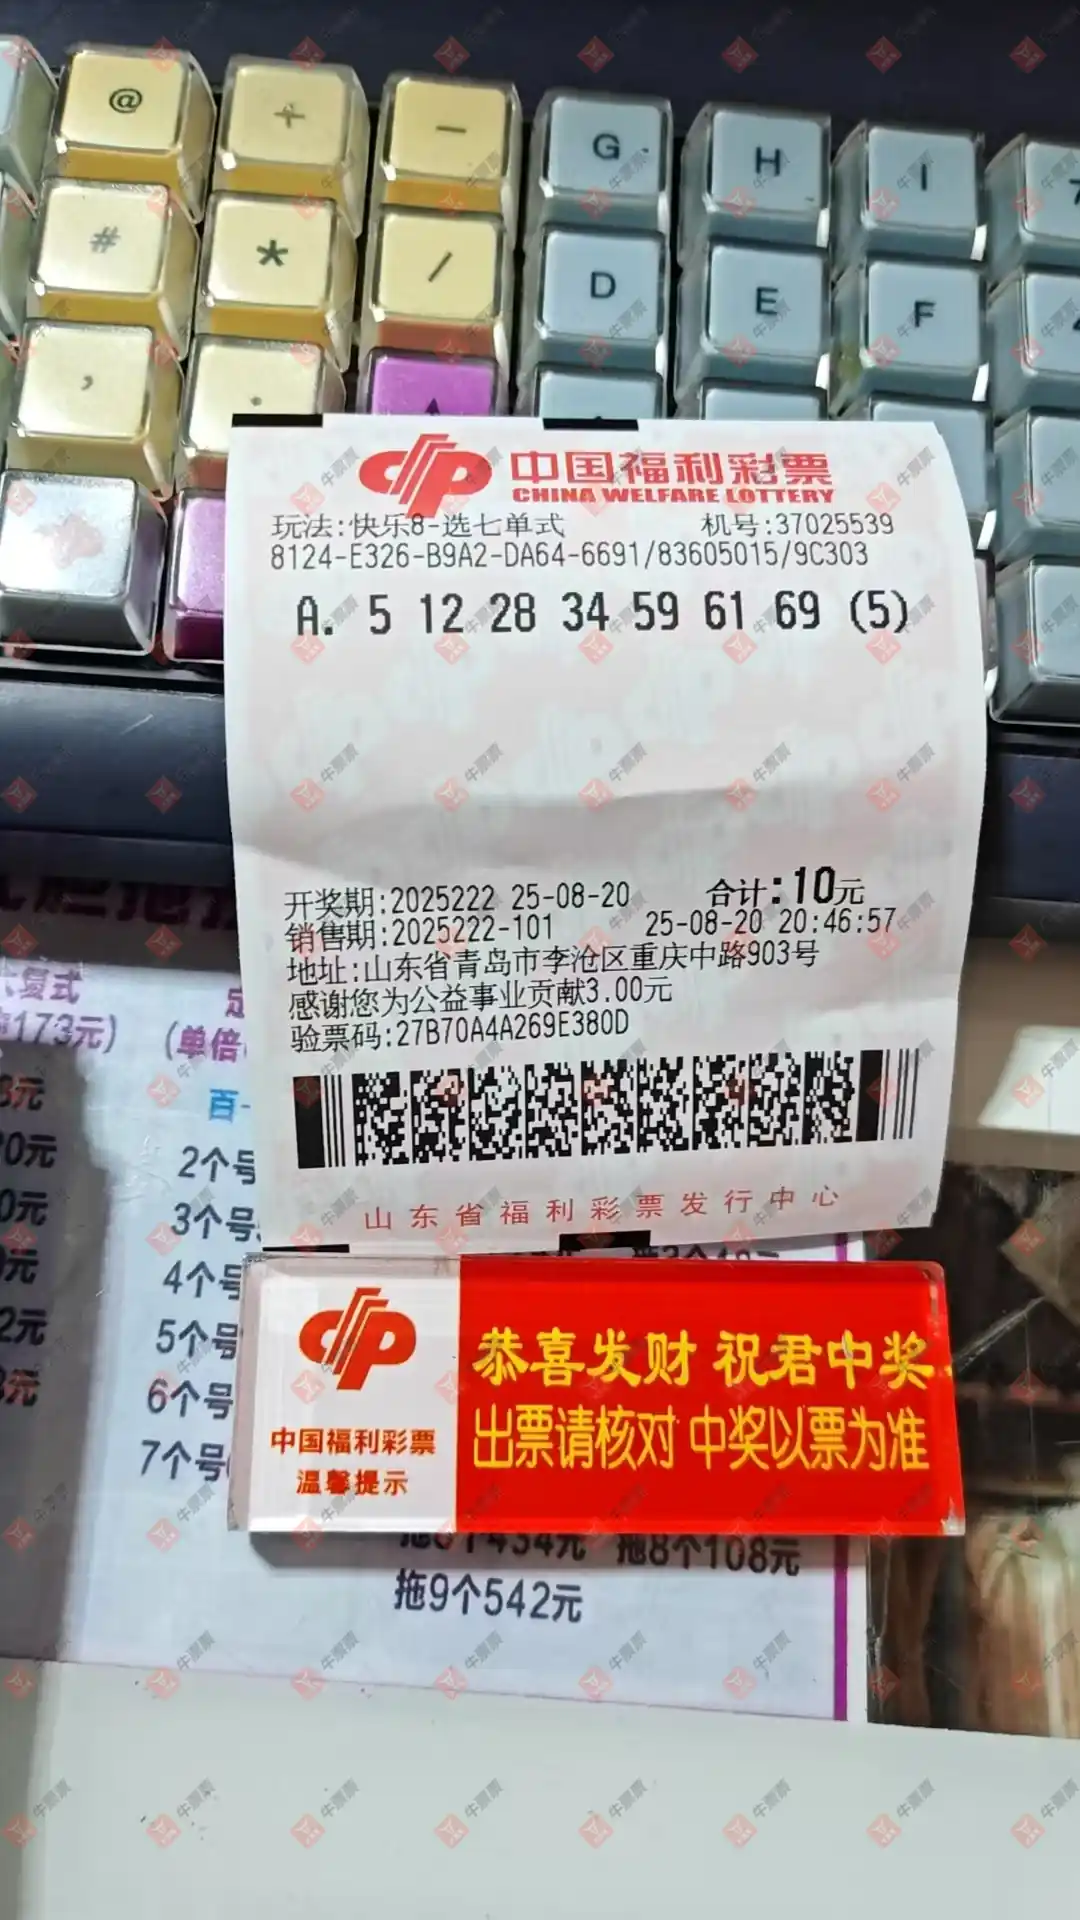 @ + − G H I
# * / D E F
, .
中国福利彩票
CHINA WELFARE LOTTERY
玩法:快乐8-选七单式 机号:37025539
8124-E326-B9A2-DA64-6691/83605015/9C303
A. 5 12 28 34 59 61 69 (5)
开奖期:2025222 25-08-20 合计:10元
销售期:2025222-101 25-08-20 20:46:57
地址:山东省青岛市李沧区重庆中路903号
感谢您为公益事业贡献3.00元
验票码:27B70A4A269E380D
山东省福利彩票发行中心
复式
173元)
(单倍
百-
2个号
3个号
4个号
5个号
6个号
7个号
中国福利彩票
温馨提示
恭喜发财 祝君中奖
出票请核对 中奖以票为准
拖8个108元
拖9个542元
牛票票